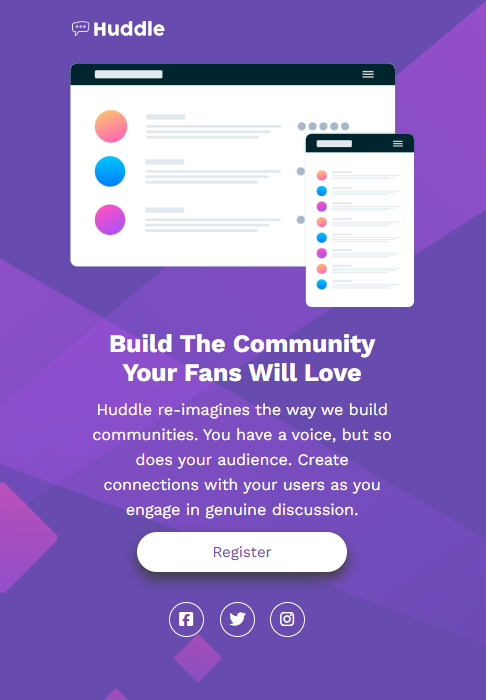 Huddle
Build The Community
Your Fans Will Love
Huddle re-imagines the way we build
communities. You have a voice, but so
does your audience. Create
connections with your users as you
engage in genuine discussion.
Register